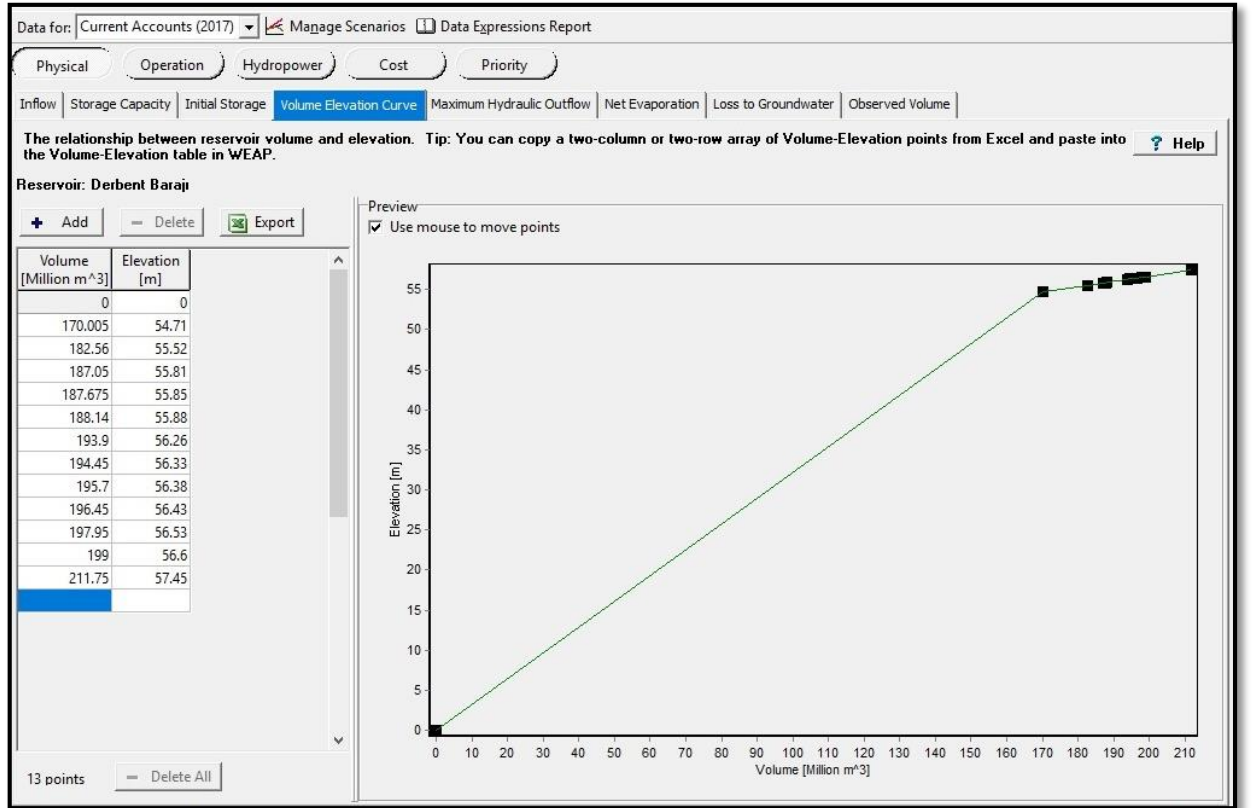 Data for: Current Accounts (2017) Manage Scenarios Data Expressions Report
Physical Operation Hydropower Cost Priority
Inflow Storage Capacity Initial Storage Volume Elevation Curve Maximum Hydraulic Outflow Net Evaporation Loss to Groundwater Observed Volume
The relationship between reservoir volume and elevation. Tip: You can copy a two-column or two-row array of Volume-Elevation points from Excel and paste into
the Volume-Elevation table in WEAP.
? Help
Reservoir: Derbent Barajı
+ Add − Delete Export
Volume Elevation
[Million m^3] [m]
0 0
170.005 54.71
182.56 55.52
187.05 55.81
187.675 55.85
188.14 55.88
193.9 56.26
194.45 56.33
195.7 56.38
196.45 56.43
197.95 56.53
199 56.6
211.75 57.45
13 points − Delete All
Preview
Use mouse to move points
Elevation [m]
55
50
45
40
35
30
25
20
15
10
5
0
0 10 20 30 40 50 60 70 80 90 100 110 120 130 140 150 160 170 180 190 200 210
Volume [Million m^3]